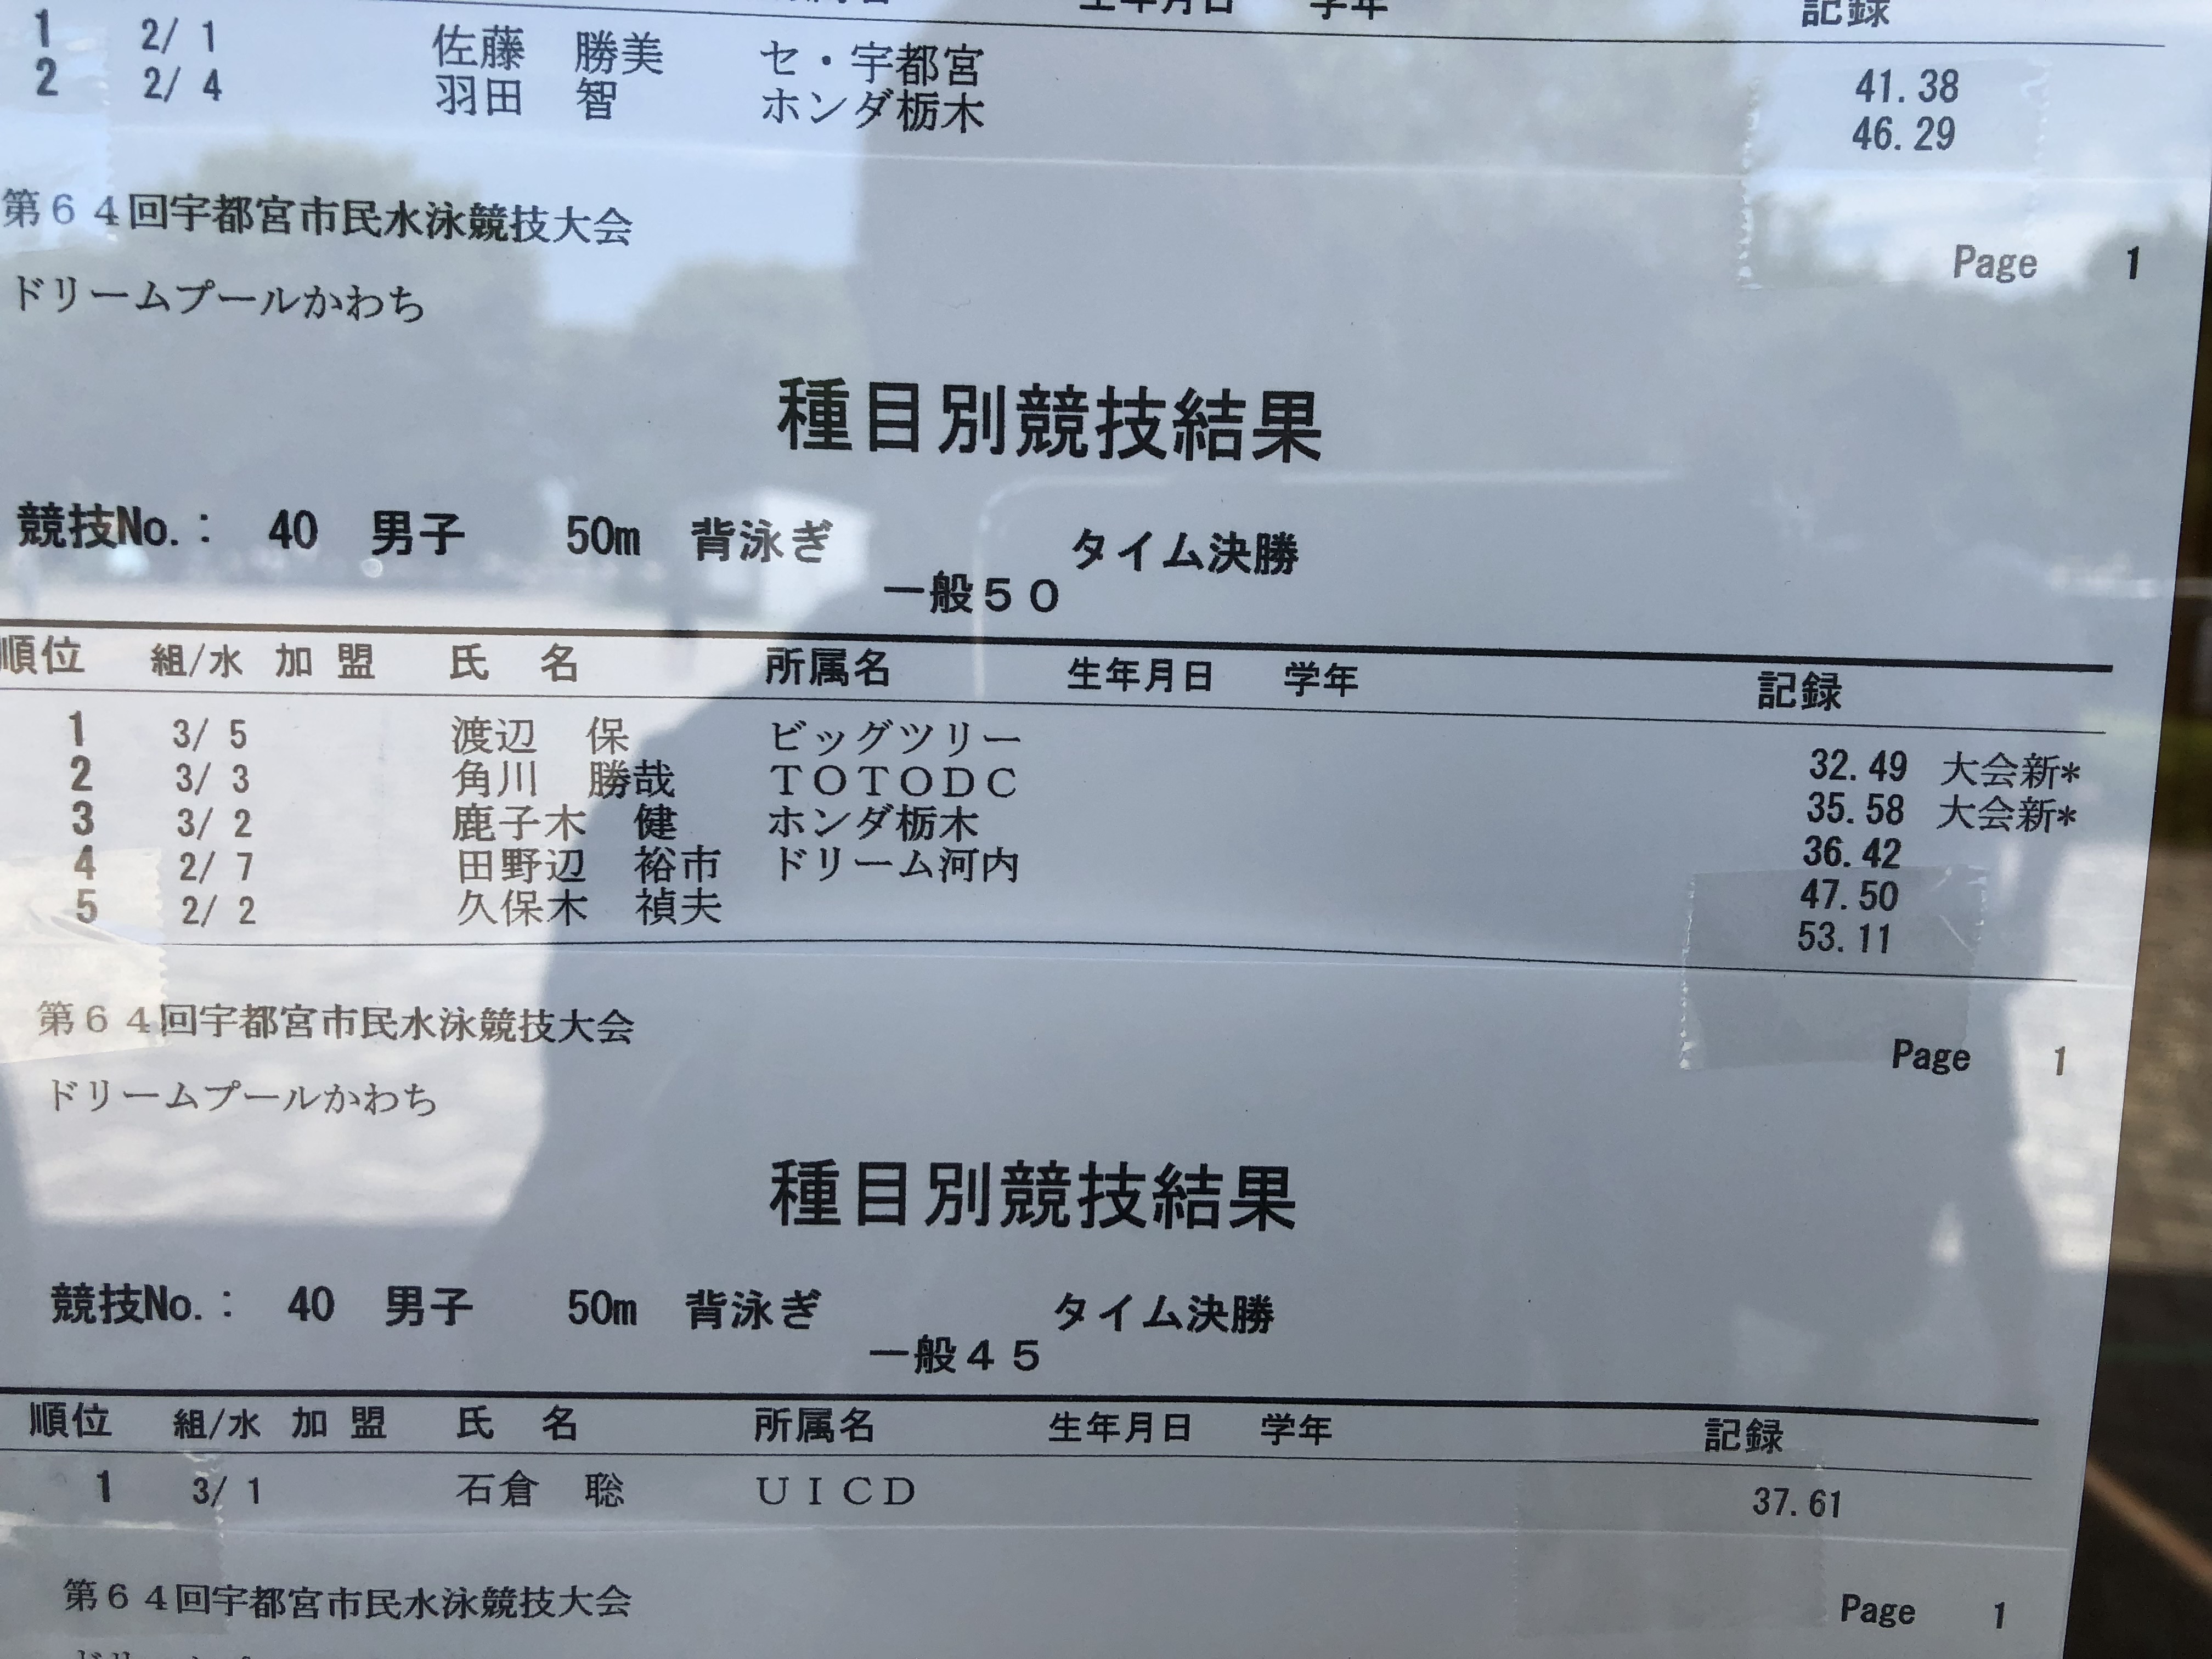 生年月日 学年 記録
1 2/ 1 佐藤 勝美 セ・宇都宮 41.38
2 2/ 4 羽田 智 ホンダ栃木 46.29
第６４回宇都宮市民水泳競技大会 Page 1
ドリームプールかわち
種目別競技結果
競技No.： 40 男子 50m 背泳ぎ タイム決勝
一般５０
順位 組/水 加盟 氏名 所属名 生年月日 学年 記録
1 3/ 5 渡辺 保 ビッグツリー 32.49 大会新*
2 3/ 3 角川 勝哉 ＴＯＴＯＤＣ 35.58 大会新*
3 3/ 2 鹿子木 健 ホンダ栃木 36.42
4 2/ 7 田野辺 裕市 ドリーム河内 47.50
5 2/ 2 久保木 禎夫 53.11
第６４回宇都宮市民水泳競技大会 Page 1
ドリームプールかわち
種目別競技結果
競技No.： 40 男子 50m 背泳ぎ タイム決勝
一般４５
順位 組/水 加盟 氏名 所属名 生年月日 学年 記録
1 3/ 1 石倉 聡 ＵＩＣＤ 37.61
第６４回宇都宮市民水泳競技大会 Page 1